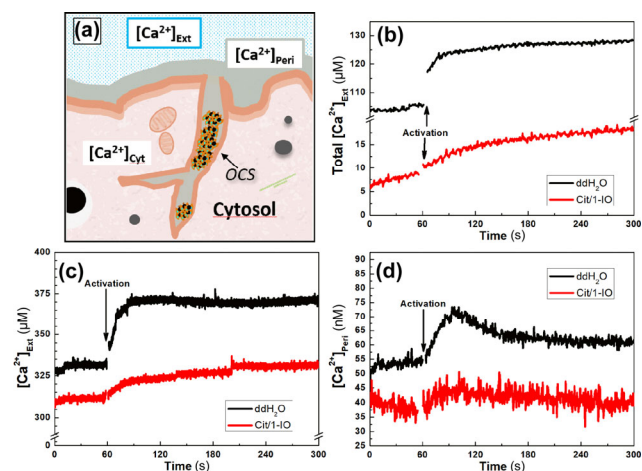 (a)
[Ca²⁺]Ext
[Ca²⁺]Peri
[Ca²⁺]Cyt
OCS
Cytosol
(b)
Total [Ca²⁺]Ext (µM)
130
120
110
20
15
10
5
0
Activation
ddH₂O
Cit/1-IO
0 60 120 180 240 300
Time (s)
(c)
[Ca²⁺]Ext (µM)
400
375
350
325
300
0
Activation
ddH₂O
Cit/1-IO
0 60 120 180 240 300
Time (s)
(d)
[Ca²⁺]Peri (nM)
90
85
80
75
70
65
60
55
50
45
40
35
30
25
ddH₂O
Cit/1-IO
Activation
0 60 120 180 240 300
Time (s)